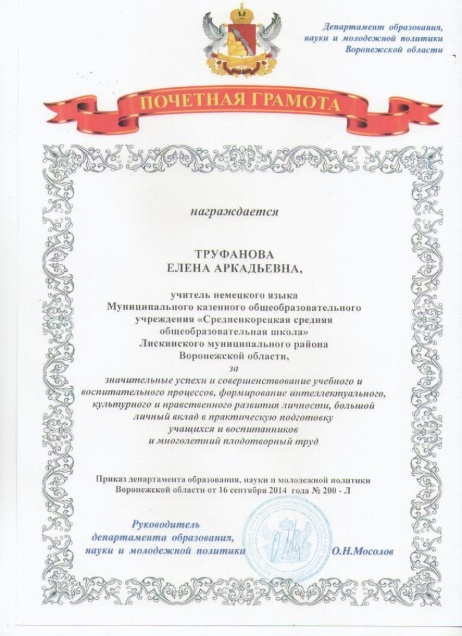 Департамент образования,
науки и молодежной политики
Воронежской области
ПОЧЕТНАЯ ГРАМОТА
награждается
ТРУФАНОВА
ЕЛЕНА АРКАДЬЕВНА,
учитель немецкого языка
Муниципального казенного общеобразовательного
учреждения «Средненкорецкая средняя
общеобразовательная школа»
Лискинского муниципального района
Воронежской области,
за
значительные успехи и совершенствование учебного и
воспитательного процессов, формирование интеллектуального,
культурного и нравственного развития личности, большой
личный вклад в практическую подготовку
учащихся и воспитанников
и многолетний плодотворный труд
Приказ департамента образования, науки и молодежной политики
Воронежской области от 16 сентября 2014 года № 200 - Л
Руководитель
департамента образования,
науки и молодежной политики О.Н.Мосолов